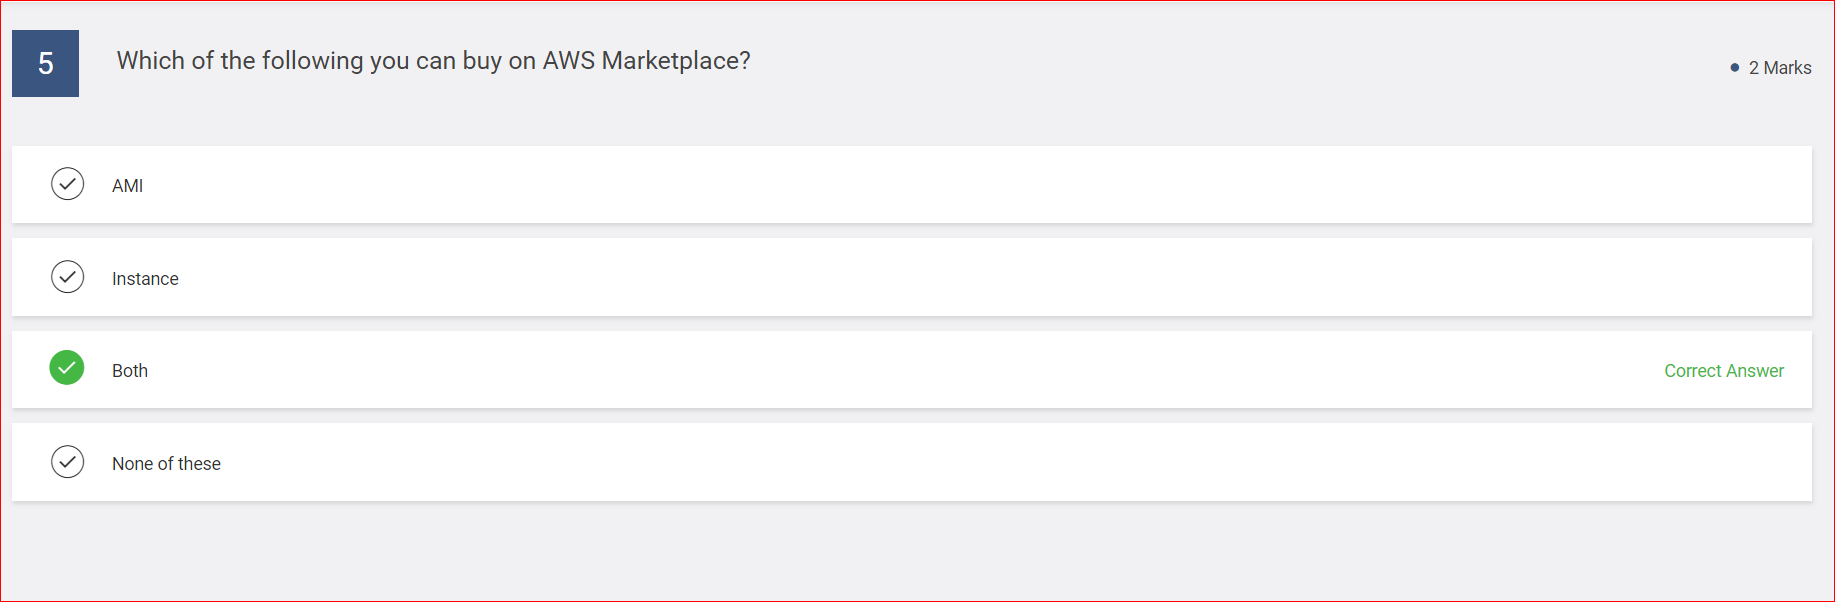 5
Which of the following you can buy on AWS Marketplace?
2 Marks
AMI
Instance
Both
Correct Answer
None of these